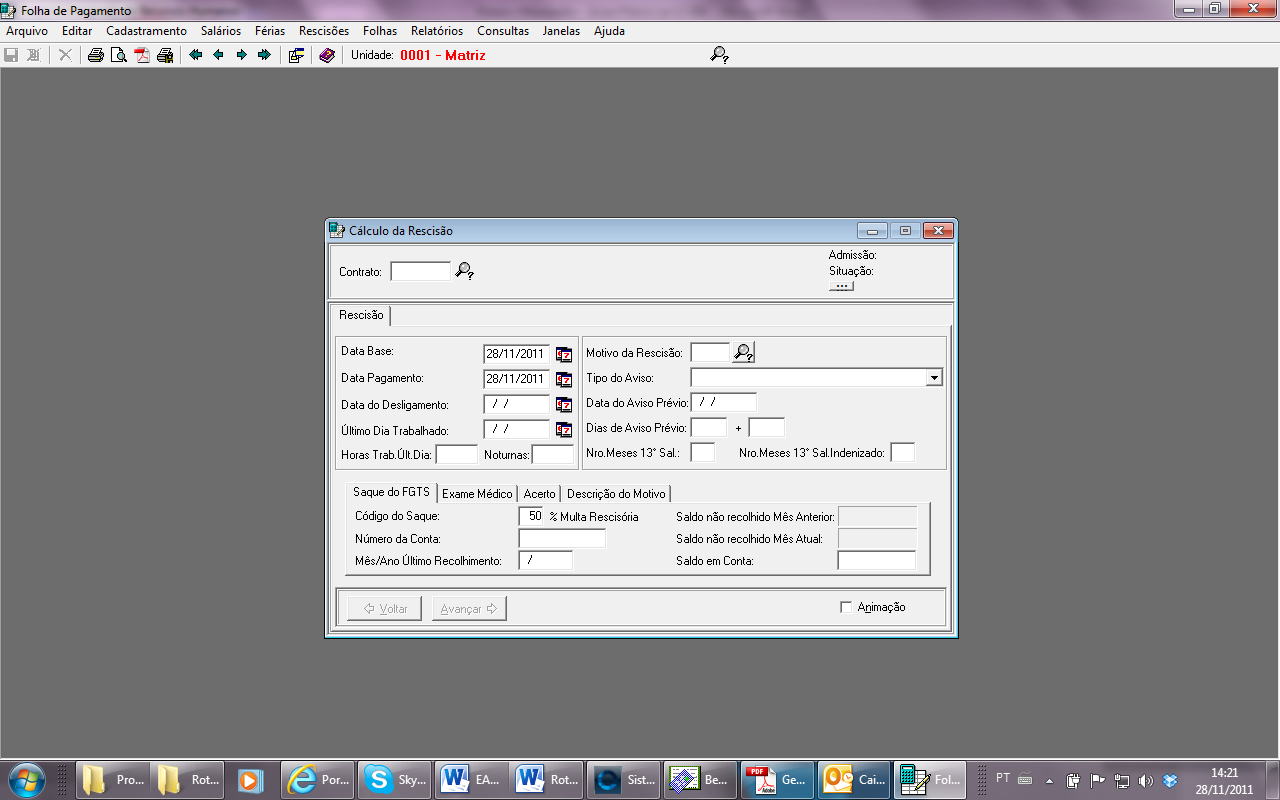 Folha de Pagamento
Arquivo Editar Cadastramento Salários Férias Rescisões Folhas Relatórios Consultas Janelas Ajuda
Unidade: 0001 - Matriz
Cálculo da Rescisão
Contrato:
Admissão:
Situação:
...
Rescisão
Data Base: 28/11/2011
Data Pagamento: 28/11/2011
Data do Desligamento: / /
Último Dia Trabalhado: / /
Horas Trab.Últ.Dia: Noturnas:
Motivo da Rescisão:
Tipo do Aviso:
Data do Aviso Prévio: / /
Dias de Aviso Prévio: +
Nro.Meses 13° Sal.: Nro.Meses 13° Sal.Indenizado:
Saque do FGTS Exame Médico Acerto Descrição do Motivo
Código do Saque: 50 % Multa Rescisória
Número da Conta:
Mês/Ano Último Recolhimento: /
Saldo não recolhido Mês Anterior:
Saldo não recolhido Mês Atual:
Saldo em Conta:
Voltar Avançar
Animação
Pro... Rot... Por... Sky... EA... Rot... Sist... Be... Ge... Cai... Fol...
PT
14:21
28/11/2011